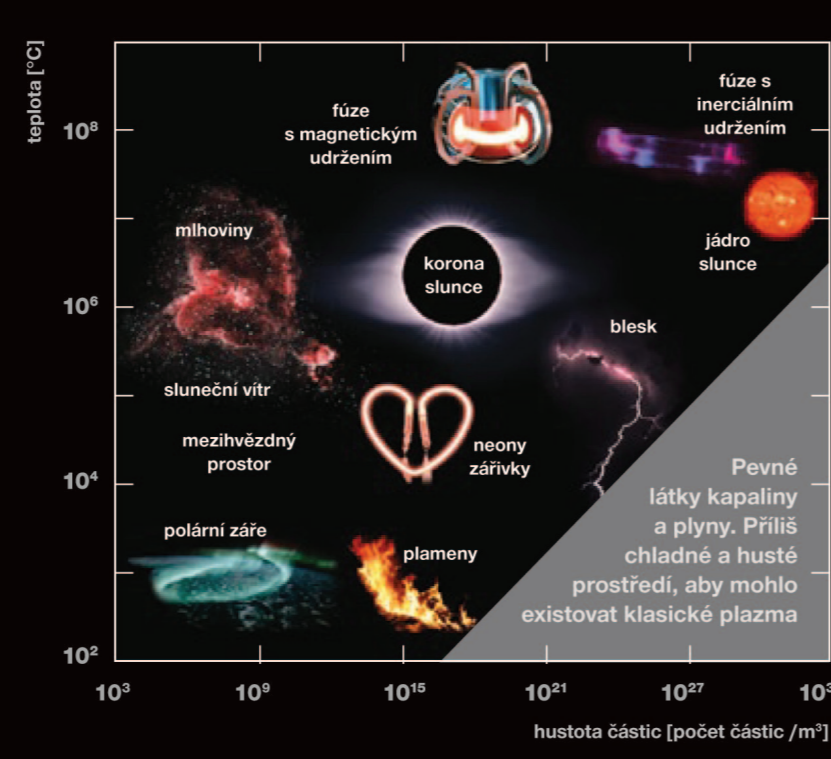 teplota [°C]
10⁸
10⁶
10⁴
10²
fúze
s magnetickým
udržením
fúze s
inerciálním
udržením
mlhoviny
jádro
slunce
korona
slunce
blesk
sluneční vítr
mezihvězdný
prostor
neony
zářivky
polární záře
plameny
Pevné
látky kapaliny
a plyny. Příliš
chladné a husté
prostředí, aby mohlo
existovat klasické plazma
10³
10⁹
10¹⁵
10²¹
10²⁷
hustota částic [počet částic /m³]